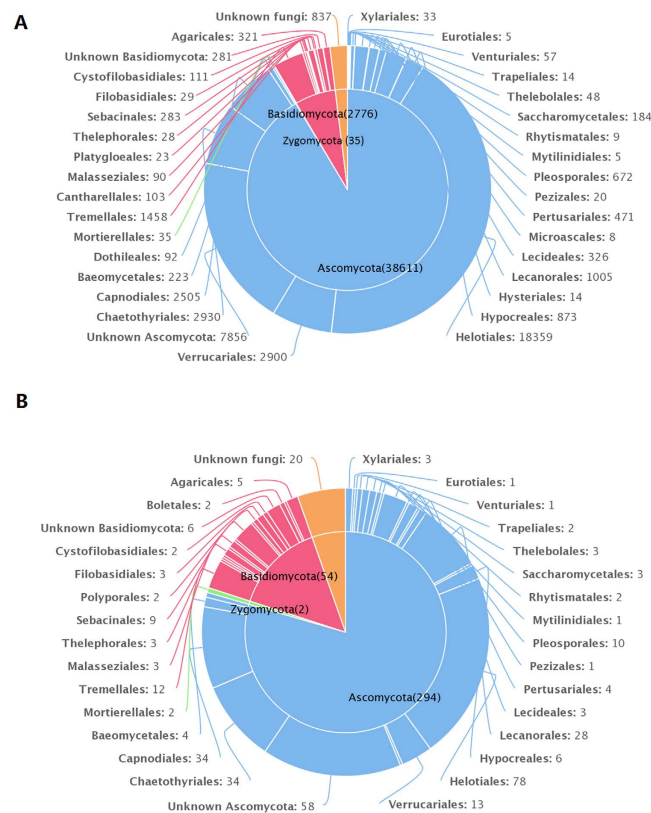 A
Unknown fungi: 837
Xylariales: 33
Agaricales: 321
Eurotiales: 5
Unknown Basidiomycota: 281
Venturiales: 57
Cystofilobasidiales: 111
Trapeliales: 14
Filobasidiales: 29
Thelebolales: 48
Sebacinales: 283
Saccharomycetales: 184
Thelephorales: 28
Rhytismatales: 9
Platygloeales: 23
Mytilinidiales: 5
Malasseziales: 90
Pleosporales: 672
Cantharellales: 103
Pezizales: 20
Tremellales: 1458
Pertusariales: 471
Mortierellales: 35
Microascales: 8
Dothileales: 92
Lecideales: 326
Baeomycetales: 223
Lecanorales: 1005
Capnodiales: 2505
Hysteriales: 14
Chaetothyriales: 2930
Hypocreales: 873
Unknown Ascomycota: 7856
Helotiales: 18359
Verrucariales: 2900
Basidiomycota(2776)
Zygomycota (35)
Ascomycota(38611)
B
Unknown fungi: 20
Xylariales: 3
Agaricales: 5
Eurotiales: 1
Boletales: 2
Venturiales: 1
Unknown Basidiomycota: 6
Trapeliales: 2
Cystofilobasidiales: 2
Thelebolales: 3
Filobasidiales: 3
Saccharomycetales: 3
Polyporales: 2
Rhytismatales: 2
Sebacinales: 9
Mytilinidiales: 1
Thelephorales: 3
Pleosporales: 10
Malasseziales: 3
Pezizales: 1
Tremellales: 12
Pertusariales: 4
Mortierellales: 2
Lecideales: 3
Baeomycetales: 4
Lecanorales: 28
Capnodiales: 34
Hypocreales: 6
Chaetothyriales: 34
Helotiales: 78
Unknown Ascomycota: 58
Verrucariales: 13
Basidiomycota(54)
Zygomycota(2)
Ascomycota(294)